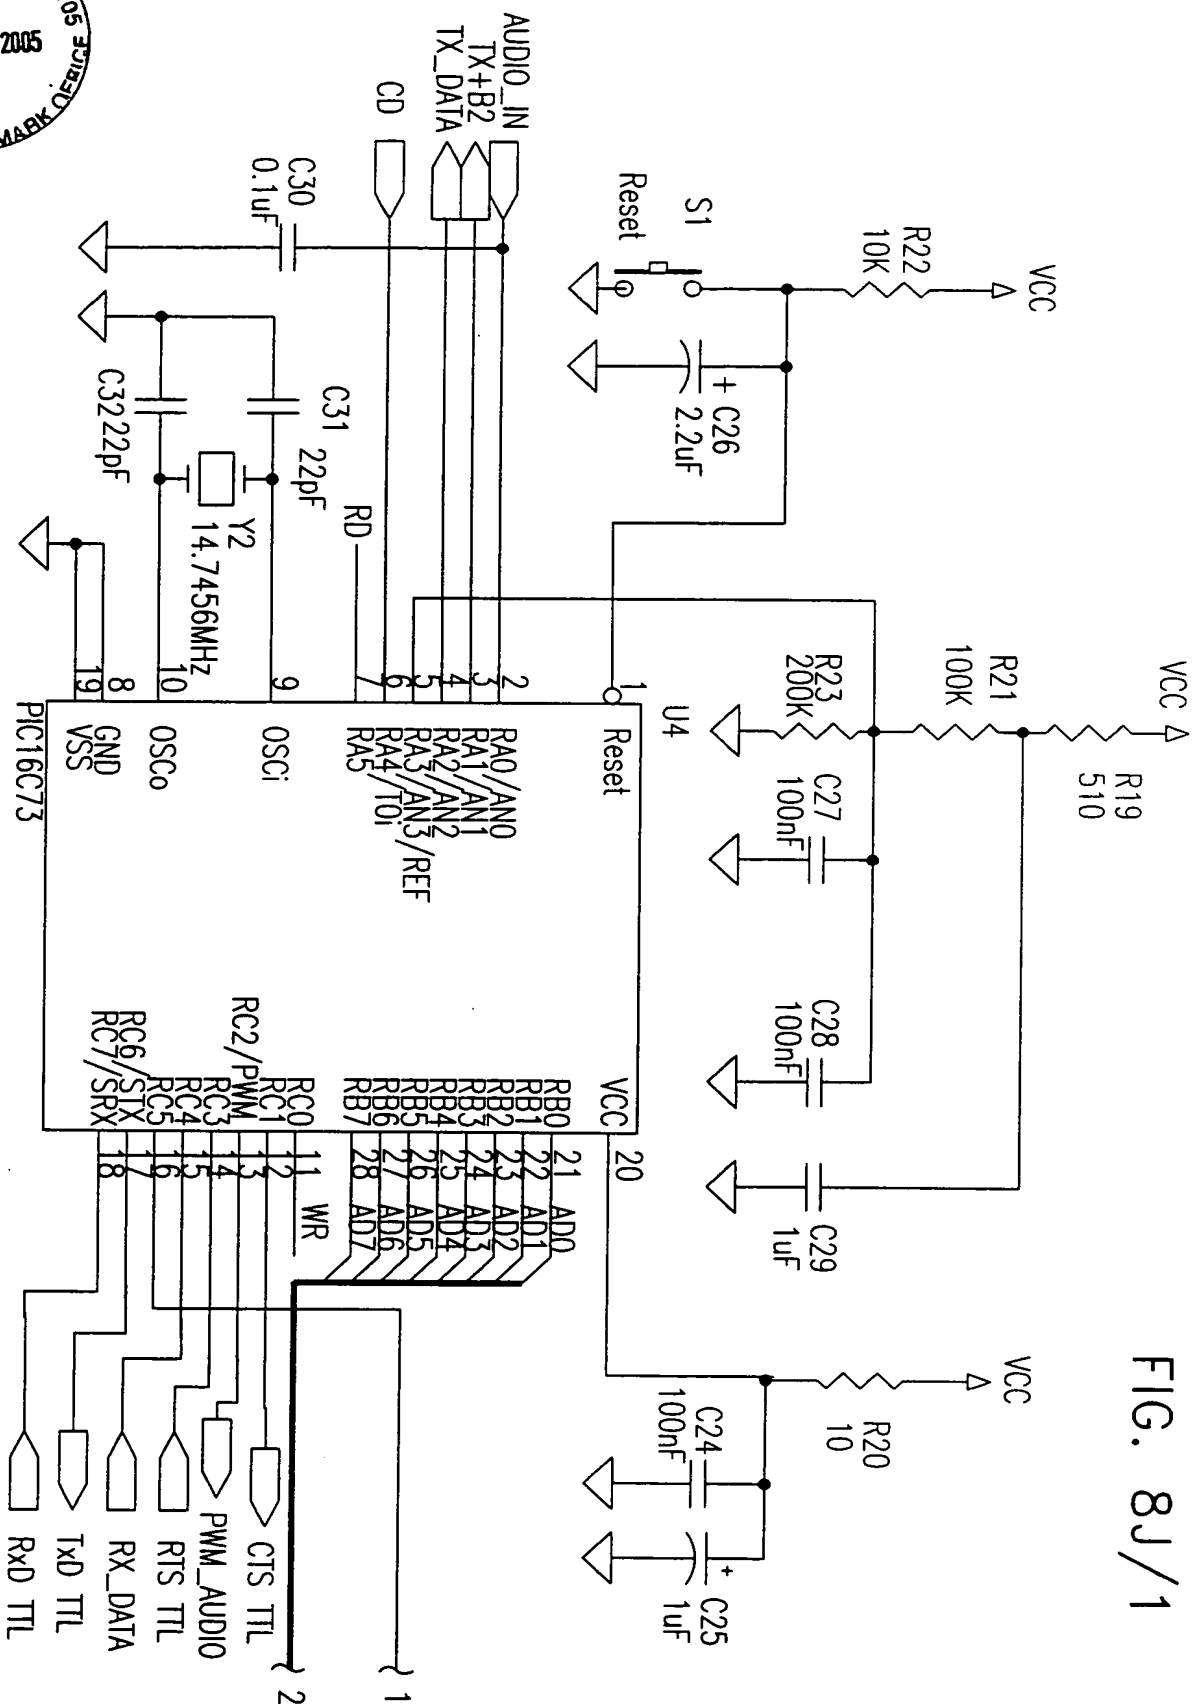 FIG. 8J/1
VCC
R19
510
R21
100K
R23
200K
C27
100nF
C28
100nF
C29
1uF
VCC
R20
10
C24
100nF
+
C25
1uF
VCC
R22
10K
S1
Reset
+ C26
2.2uF
AUDIO_IN
TX+B2
TX_DATA
CD
C30
0.1uF
C31
22pF
C32 22pF
Y2
14.7456MHz
RD
U4
PIC16C73
1 Reset
2 RA0/AN0
3 RA1/AN1
4 RA2/AN2
5 RA3/AN3/REF
6 RA4/TOi
7 RA5
9 OSCi
10 OSCo
8 GND
19 VSS
VCC 20
RB0 21 AD0
RB1 22 AD1
RB2 23 AD2
RB3 24 AD3
RB4 25 AD4
RB5 26 AD5
RB6 27 AD6
RB7 28 AD7
RC0 11 WR
RC1 12
RC2/PWM 13
RC3 14
RC4 15
RC5 16
RC6/STX 17
RC7/SRX 18
1
2
CTS TTL
PWM_AUDIO
RTS TTL
RX_DATA
TxD TTL
RxD TTL
2005
MARK OFFICE